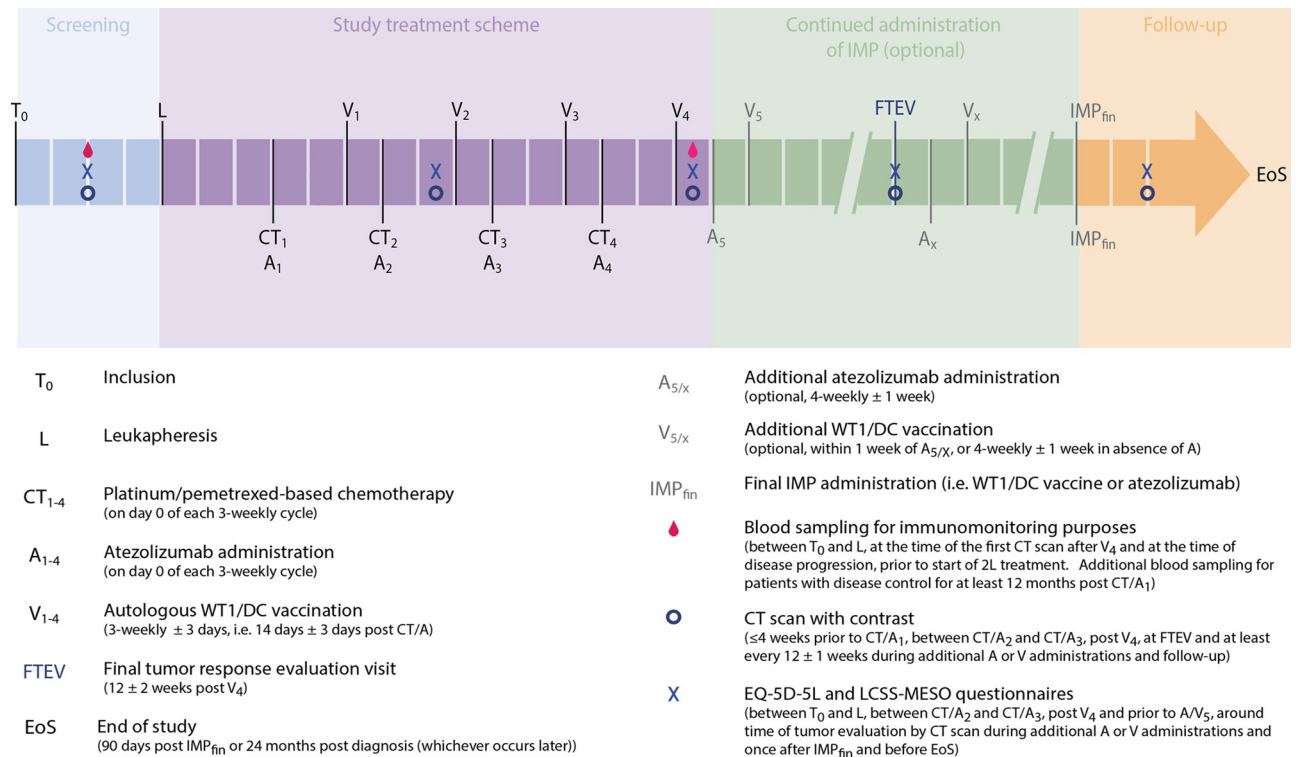 Screening
Study treatment scheme
Continued administration
of IMP (optional)
Follow-up
T0
L
V1
V2
V3
V4
V5
FTEV
Vx
IMPfin
X
X
X
X
X
EoS
CT1
CT2
CT3
CT4
A5
Ax
IMPfin
A1
A2
A3
A4
T0
Inclusion
L
Leukapheresis
CT1-4
Platinum/pemetrexed-based chemotherapy
(on day 0 of each 3-weekly cycle)
A1-4
Atezolizumab administration
(on day 0 of each 3-weekly cycle)
V1-4
Autologous WT1/DC vaccination
(3-weekly ± 3 days, i.e. 14 days ± 3 days post CT/A)
FTEV
Final tumor response evaluation visit
(12 ± 2 weeks post V4)
EoS
End of study
(90 days post IMPfin or 24 months post diagnosis (whichever occurs later))
A5/x
Additional atezolizumab administration
(optional, 4-weekly ± 1 week)
V5/x
Additional WT1/DC vaccination
(optional, within 1 week of A5/X, or 4-weekly ± 1 week in absence of A)
IMPfin
Final IMP administration (i.e. WT1/DC vaccine or atezolizumab)
Blood sampling for immunomonitoring purposes
(between T0 and L, at the time of the first CT scan after V4 and at the time of
disease progression, prior to start of 2L treatment. Additional blood sampling for
patients with disease control for at least 12 months post CT/A1)
CT scan with contrast
(≤4 weeks prior to CT/A1, between CT/A2 and CT/A3, post V4, at FTEV and at least
every 12 ± 1 weeks during additional A or V administrations and follow-up)
X
EQ-5D-5L and LCSS-MESO questionnaires
(between T0 and L, between CT/A2 and CT/A3, post V4 and prior to A/V5, around
time of tumor evaluation by CT scan during additional A or V administrations and
once after IMPfin and before EoS)